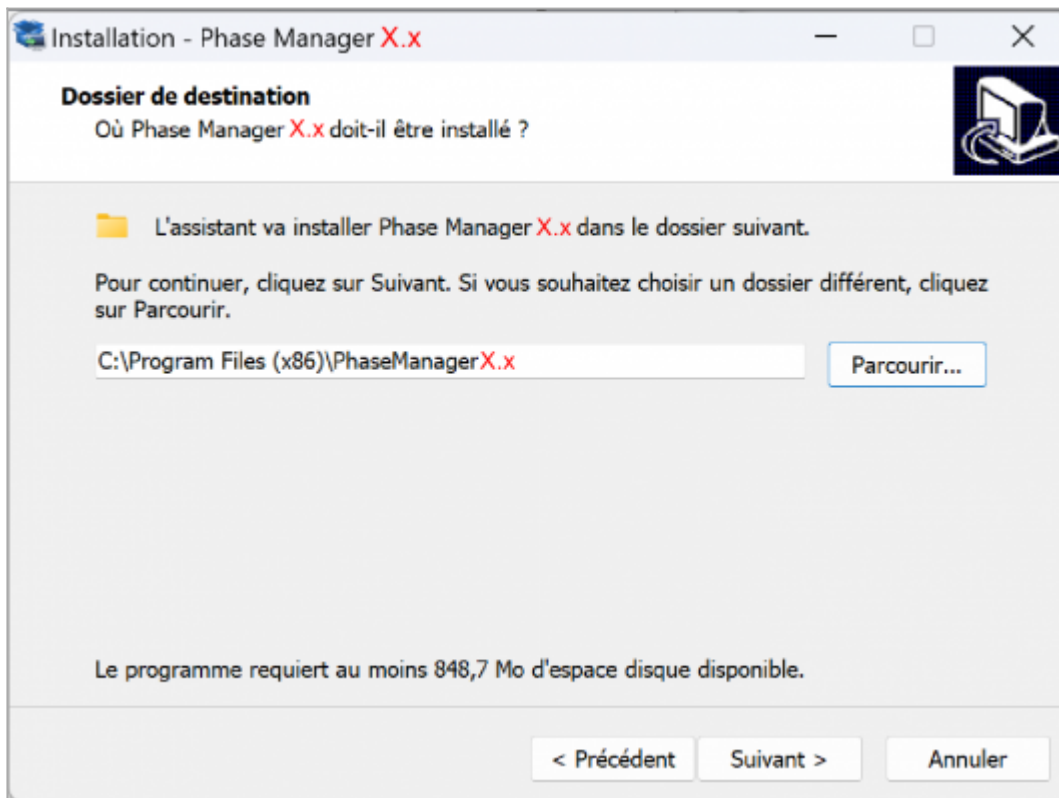 Installation - Phase Manager X.x
Dossier de destination
Où Phase Manager X.x doit-il être installé ?
L'assistant va installer Phase Manager X.x dans le dossier suivant.
Pour continuer, cliquez sur Suivant. Si vous souhaitez choisir un dossier différent, cliquez
sur Parcourir.
C:\Program Files (x86)\PhaseManagerX.x
Parcourir...
Le programme requiert au moins 848,7 Mo d'espace disque disponible.
< Précédent
Suivant >
Annuler